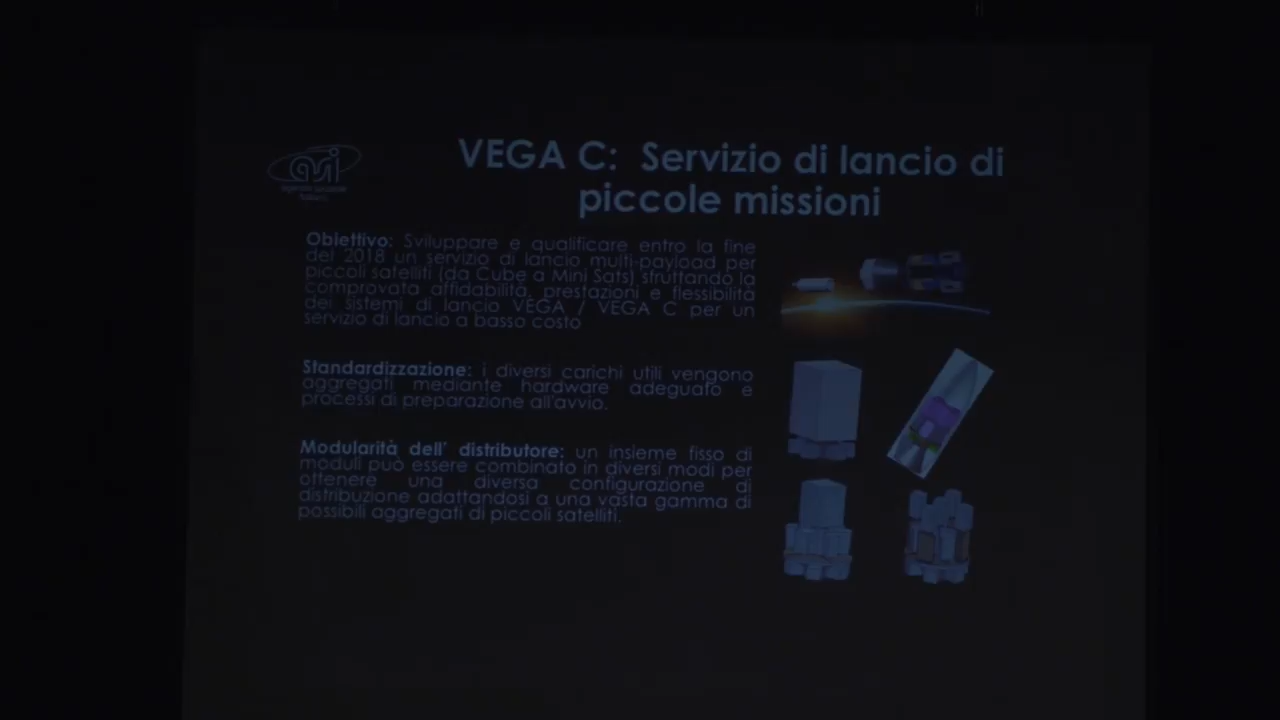 asi
agenzia spaziale
italiana
VEGA C: Servizio di lancio di
piccole missioni
Obiettivo: Sviluppare e qualificare entro la fine
del 2018 un servizio di lancio multi-payload per
piccoli satelliti (da Cube a Mini Sats) sfruttando la
comprovata affidabilità, prestazioni e flessibilità
dei sistemi di lancio VEGA / VEGA C per un
servizio di lancio a basso costo
Standardizzazione: i diversi carichi utili vengono
aggregati mediante hardware adeguato e
processi di preparazione all'avvio.
Modularità dell' distributore: un insieme fisso di
moduli può essere combinato in diversi modi per
ottenere una diversa configurazione di
distribuzione adattandosi a una vasta gamma di
possibili aggregati di piccoli satelliti.